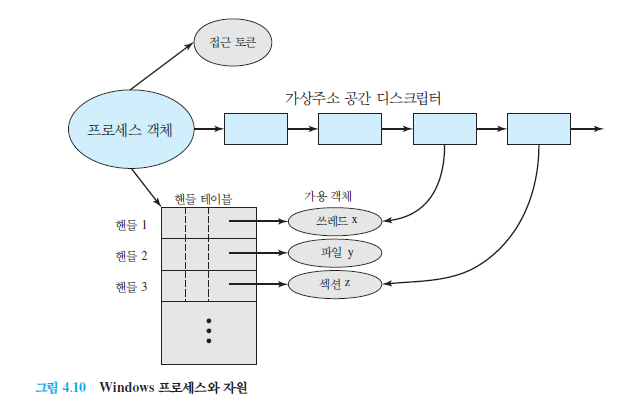 접근 토큰
가상주소 공간 디스크립터
프로세스 객체
핸들 테이블
가용 객체
핸들 1
쓰레드 x
핸들 2
파일 y
핸들 3
섹션 z
그림 4.10 Windows 프로세스와 자원